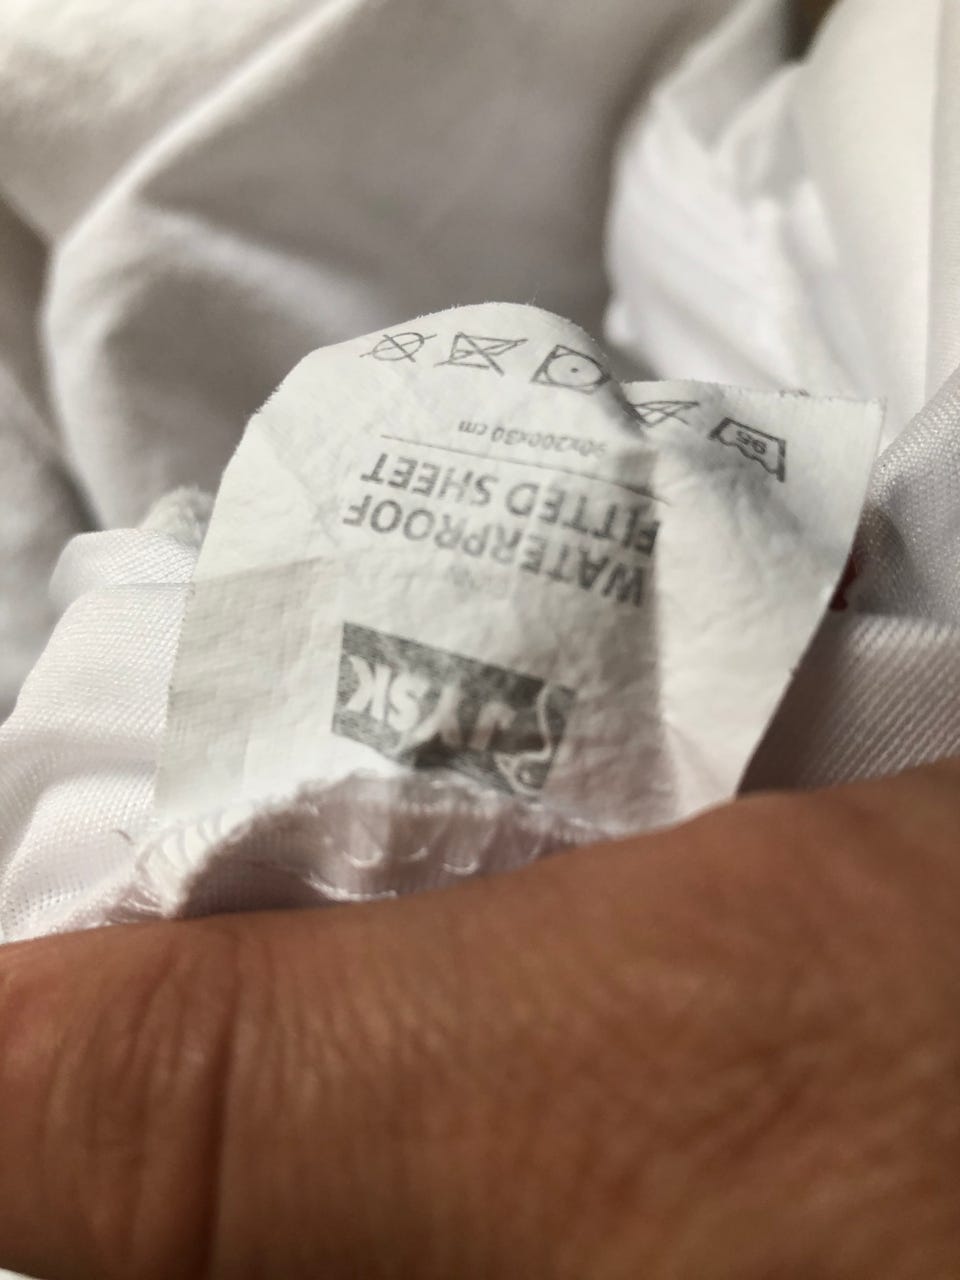 JYSK
WATERPROOF
FITTED SHEET
90x200x30 cm
95